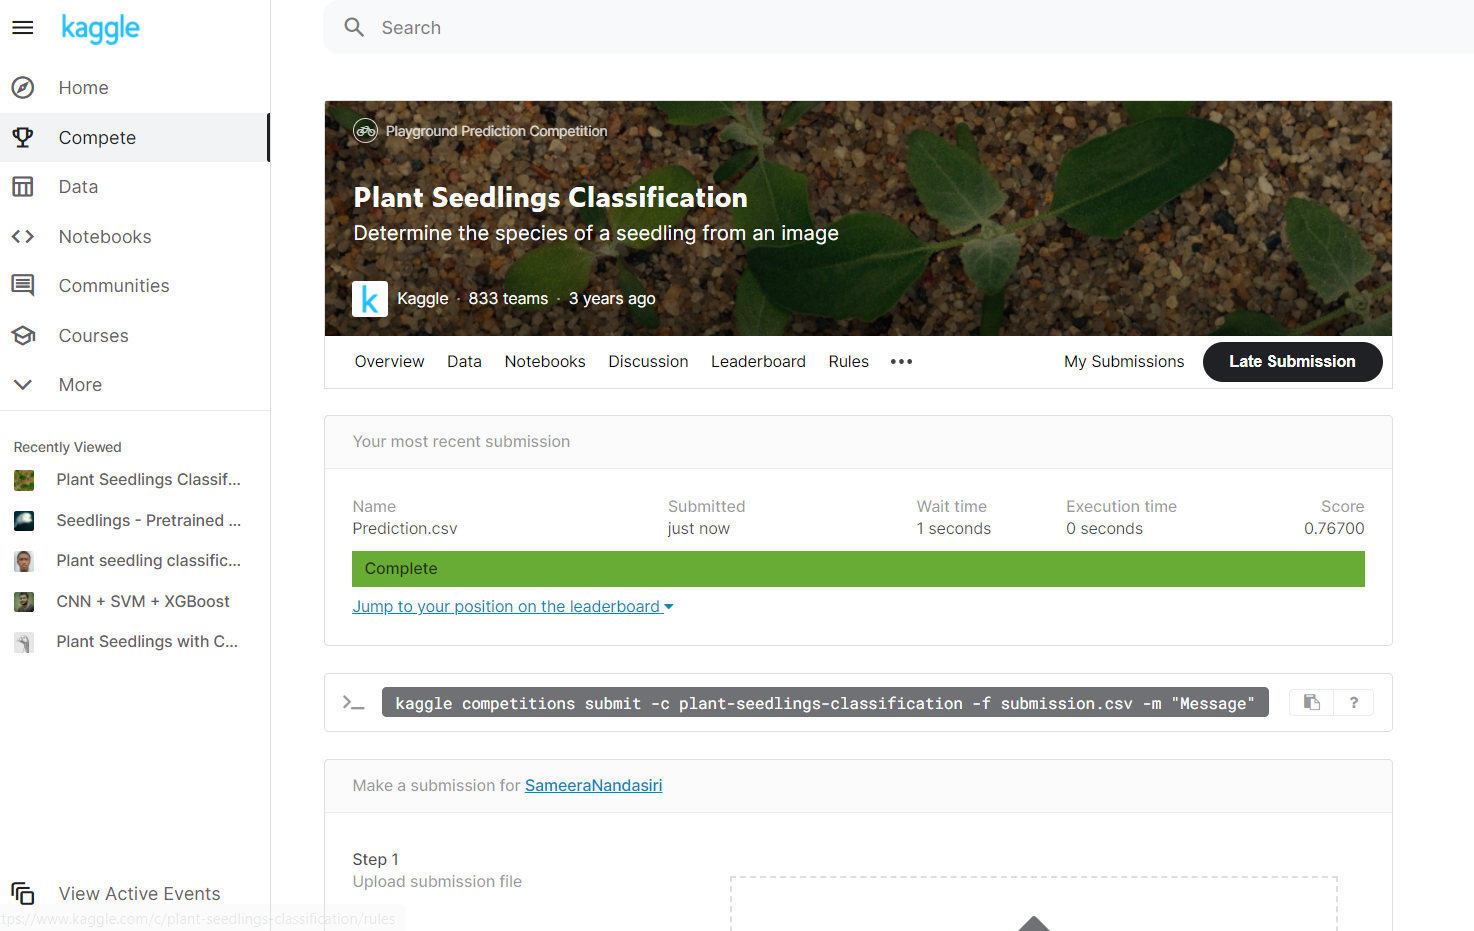 kaggle
Search
Home
Compete
Data
Notebooks
Communities
Courses
More
Recently Viewed
Plant Seedlings Classif...
Seedlings - Pretrained ...
Plant seedling classific...
CNN + SVM + XGBoost
Plant Seedlings with C...
View Active Events
tps://www.kaggle.com/c/plant-seedlings-classification/rules
Playground Prediction Competition
Plant Seedlings Classification
Determine the species of a seedling from an image
k Kaggle · 833 teams · 3 years ago
Overview Data Notebooks Discussion Leaderboard Rules ••• My Submissions Late Submission
Your most recent submission
Name Submitted Wait time Execution time Score
Prediction.csv just now 1 seconds 0 seconds 0.76700
Complete
Jump to your position on the leaderboard
>_ kaggle competitions submit -c plant-seedlings-classification -f submission.csv -m "Message" ?
Make a submission for SameeraNandasiri
Step 1
Upload submission file